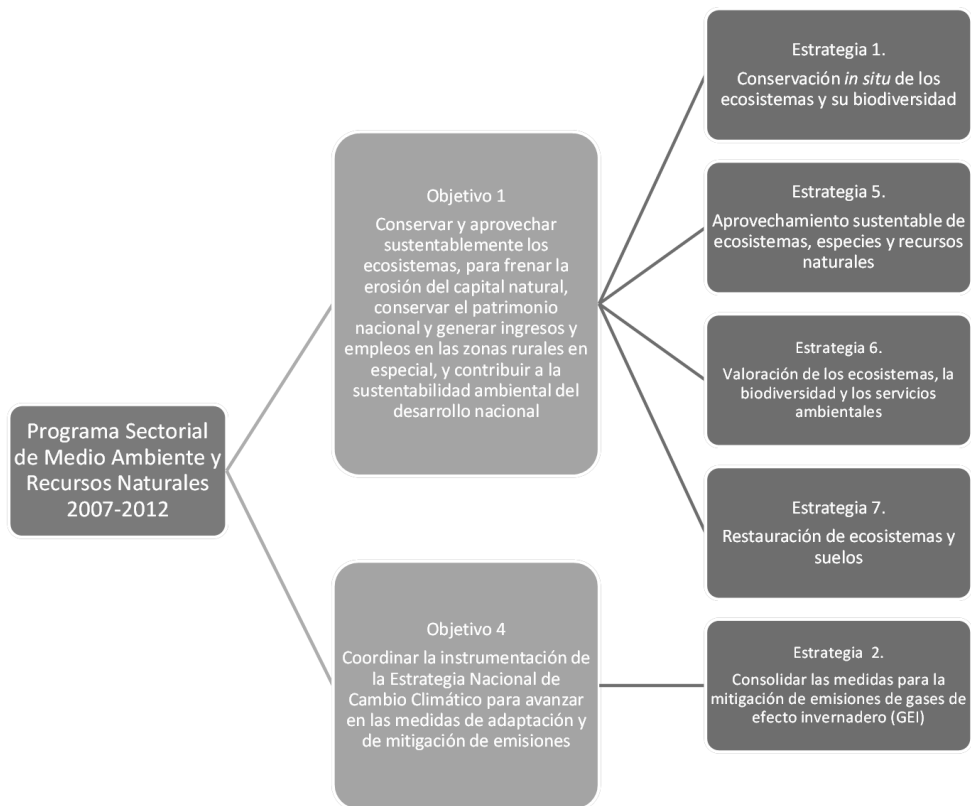 Programa Sectorial
de Medio Ambiente y
Recursos Naturales
2007-2012
Objetivo 1
Conservar y aprovechar
sustentablemente los
ecosistemas, para frenar la
erosión del capital natural,
conservar el patrimonio
nacional y generar ingresos y
empleos en las zonas rurales en
especial, y contribuir a la
sustentabilidad ambiental del
desarrollo nacional
Estrategia 1.
Conservación in situ de los
ecosistemas y su biodiversidad
Estrategia 5.
Aprovechamiento sustentable de
ecosistemas, especies y recursos
naturales
Estrategia 6.
Valoración de los ecosistemas, la
biodiversidad y los servicios
ambientales
Estrategia 7.
Restauración de ecosistemas y
suelos
Objetivo 4
Coordinar la instrumentación de
la Estrategia Nacional de
Cambio Climático para avanzar
en las medidas de adaptación y
de mitigación de emisiones
Estrategia 2.
Consolidar las medidas para la
mitigación de emisiones de gases de
efecto invernadero (GEI)